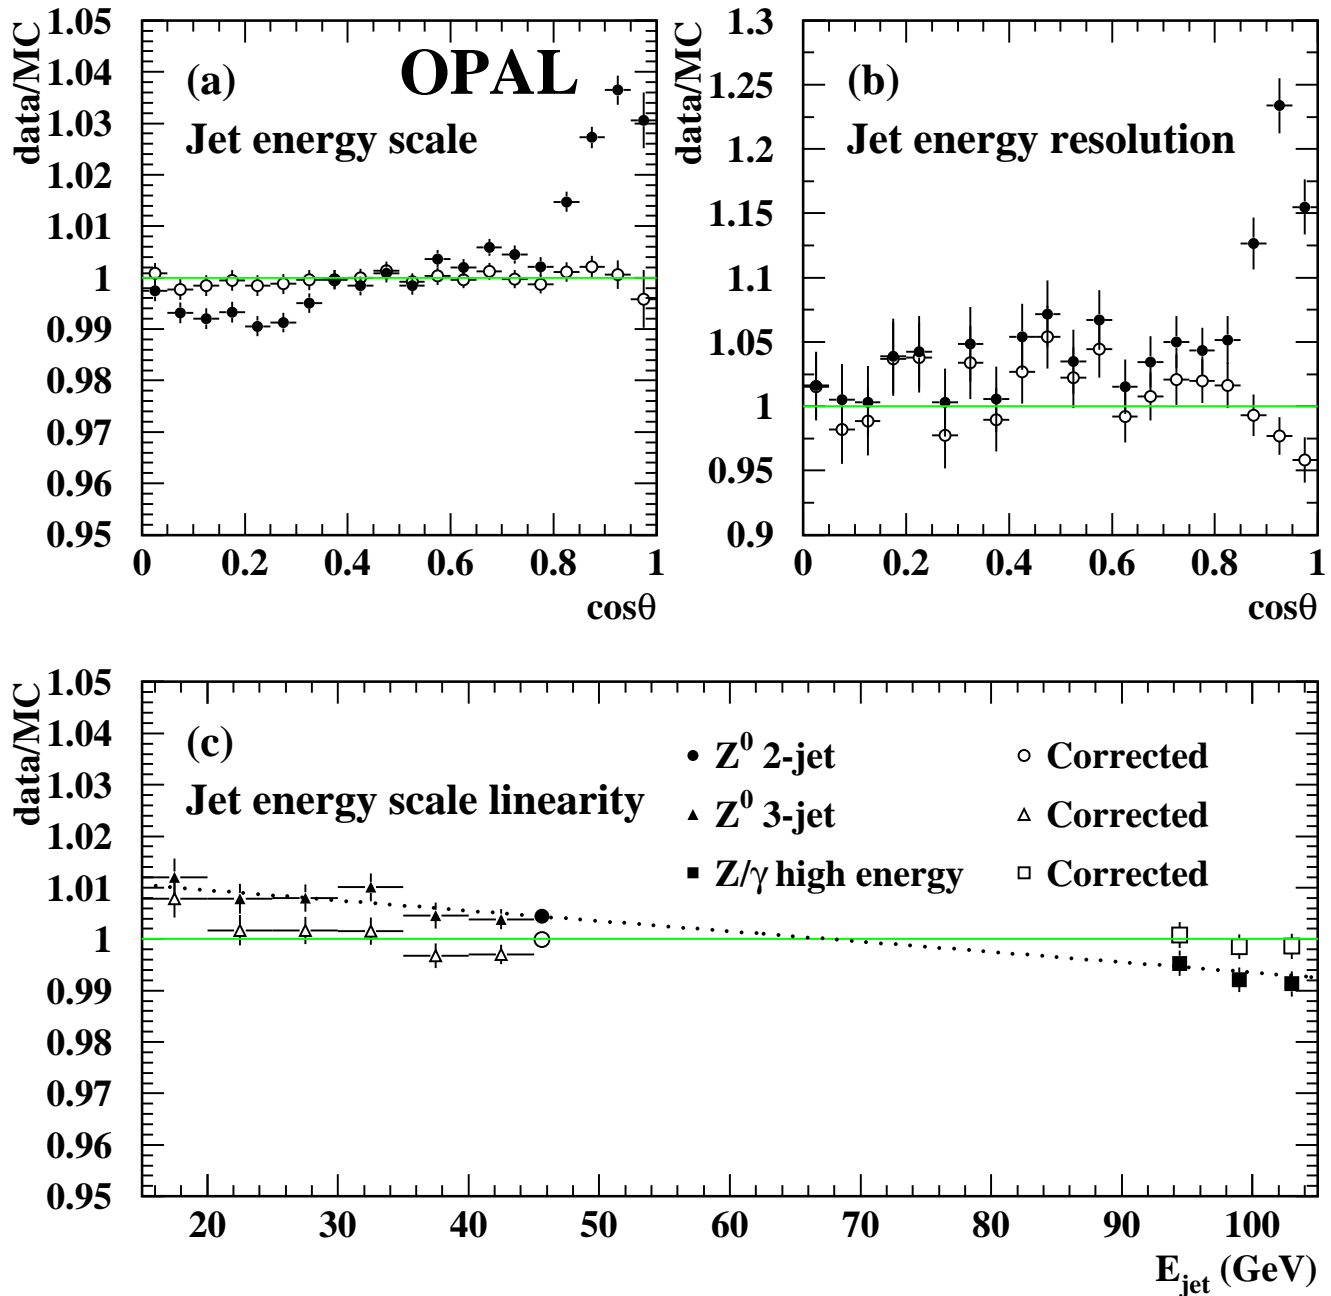 data/MC
1.05
1.04
1.03
1.02
1.01
1
0.99
0.98
0.97
0.96
0.95
(a)
OPAL
Jet energy scale
0 0.2 0.4 0.6 0.8 1
cosθ
data/MC
1.3
1.25
1.2
1.15
1.10
1.05
1
0.95
0.9
(b)
Jet energy resolution
0 0.2 0.4 0.6 0.8 1
cosθ
data/MC
1.05
1.04
1.03
1.02
1.01
1
0.99
0.98
0.97
0.96
0.95
(c)
Jet energy scale linearity
Z⁰ 2-jet Corrected
Z⁰ 3-jet Corrected
Z/γ high energy Corrected
20 30 40 50 60 70 80 90 100
E_jet (GeV)